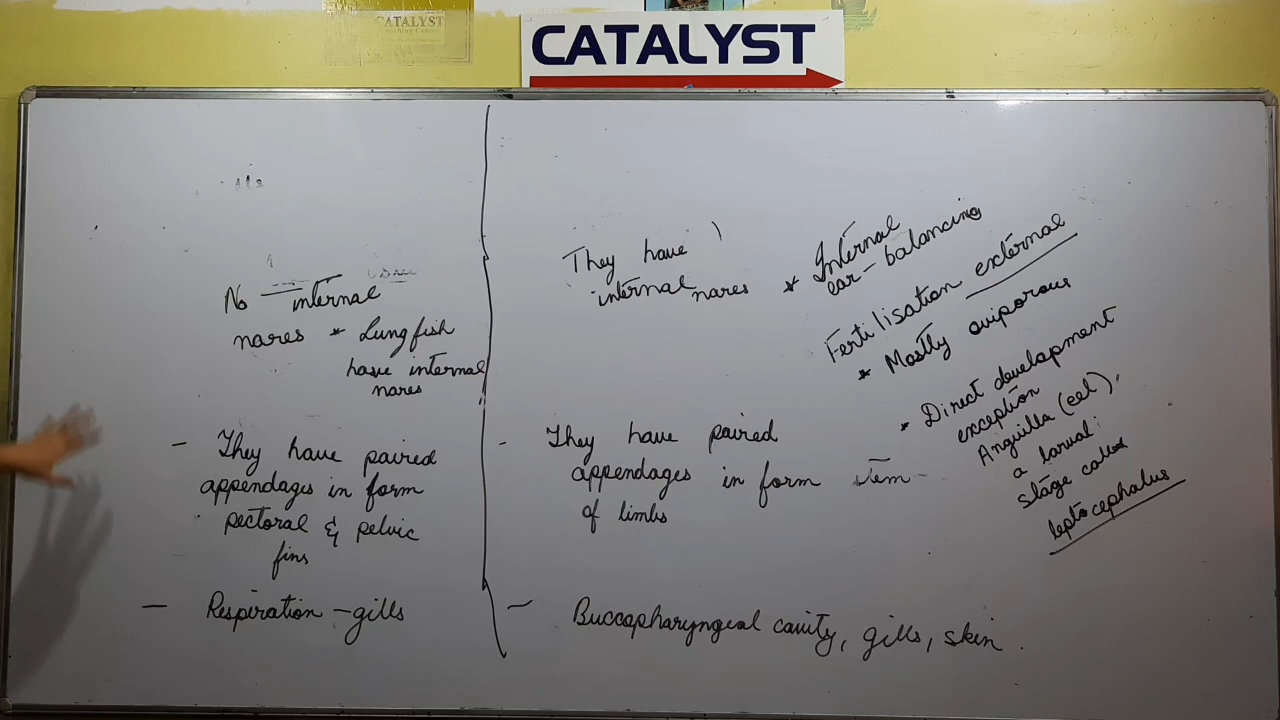 CATALYST
CATALYST
No internal
nares * Lungfish
have internal
nares
- They have paired
appendages in form
pectoral & pelvic
fins
- Respiration - gills
They have
internal nares
* Internal
ear - balancing
Fertilisation external
* Mostly oviporous
* Direct development
exception
Anguilla (eel),
a larval
stage called
leptocephalus
- They have paired
appendages in form
of limbs
- Buccopharyngeal cavity, gills, skin.